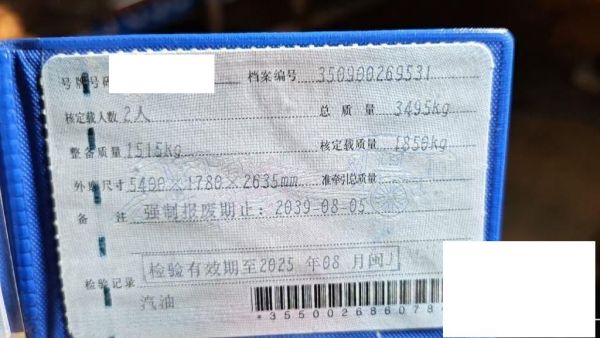 号牌号码 档案编号 350900269531
核定载人数 2人 总质量 3495kg
整备质量 1515kg 核定载质量 1850kg
外廓尺寸 5400×1780×2635mm 准牵引总质量
备注 强制报废期止：2039-08-05
检验记录 检验有效期至2025年08月闽J
汽油
*355002686078